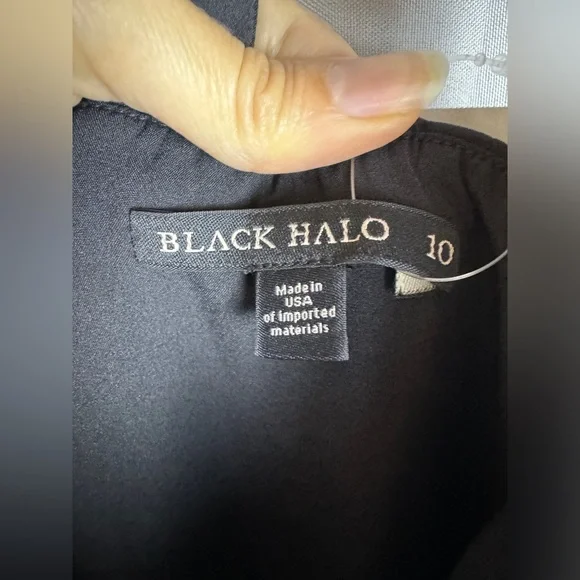 BLACK HALO 10
Made in
USA
of imported
materials